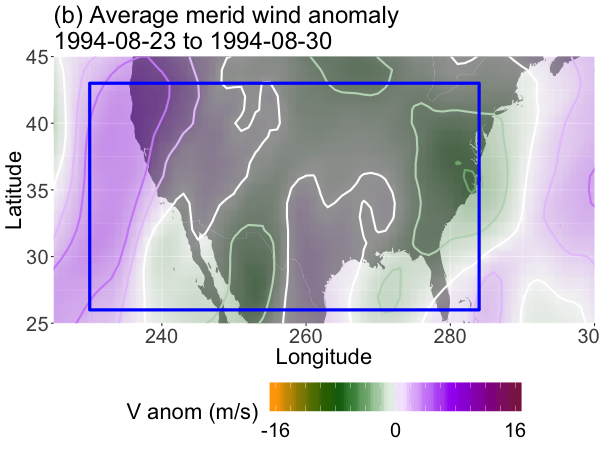 (b) Average merid wind anomaly
1994-08-23 to 1994-08-30
45
40
35
30
25
Latitude
240 260 280 30
Longitude
V anom (m/s)
-16 0 16